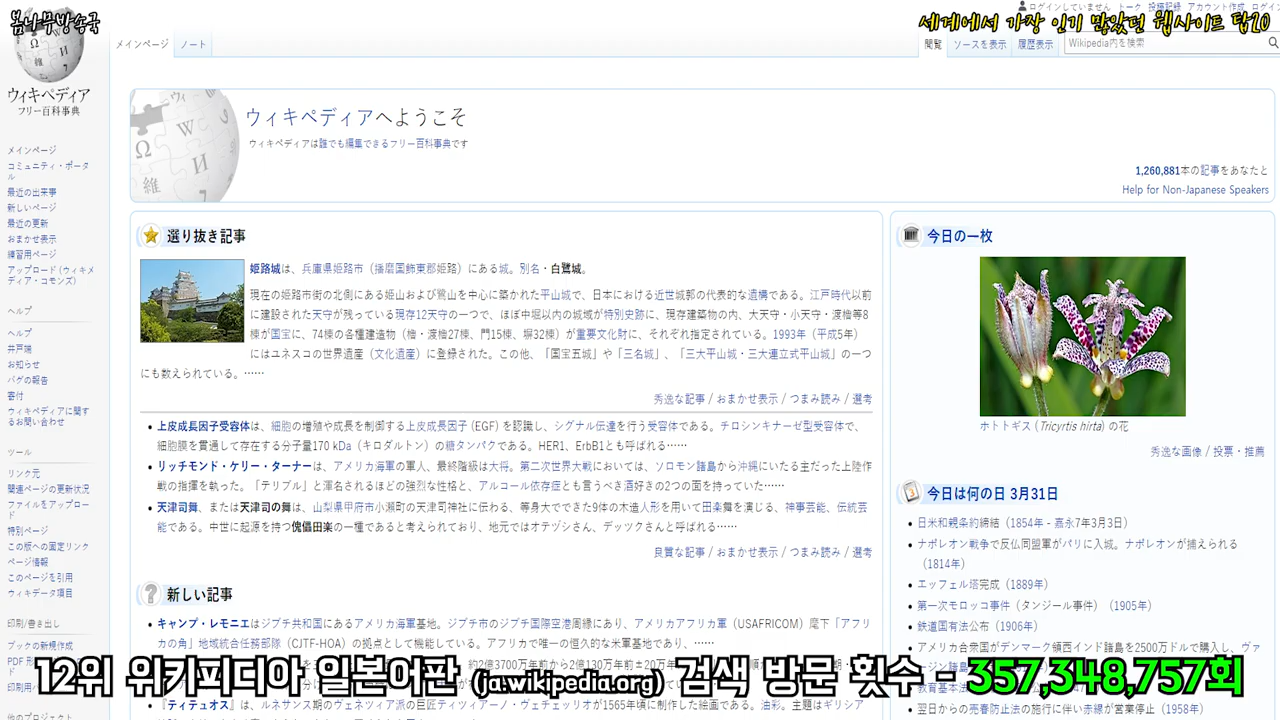 봄나무방송국
세계에서 가장 인기 많았던 웹사이트 탑20
ログインしていません トーク 投稿記録 アカウント作成 ログイン
メインページ ノート
閲覧 ソースを表示 履歴表示 Wikipedia内を検索
ウィキペディア
フリー百科事典
メインページ
コミュニティ・ポータル
最近の出来事
新しいページ
最近の更新
おまかせ表示
練習用ページ
アップロード (ウィキメディア・コモンズ)
ヘルプ
ヘルプ
井戸端
お知らせ
バグの報告
寄付
ウィキペディアに関するお問い合わせ
ツール
リンク元
関連ページの更新状況
ファイルをアップロード
特別ページ
この版への固定リンク
ページ情報
このページを引用
ウィキデータ項目
印刷/書き出し
ブックの新規作成
PDF 形
印刷用
他のプロジェクト
ウィキペディアへようこそ
ウィキペディアは誰でも編集できるフリー百科事典です
1,260,881本の記事をあなたと
Help for Non-Japanese Speakers
選り抜き記事
姫路城は、兵庫県姫路市（播磨国飾東郡姫路）にある城。別名・白鷺城。
現在の姫路市街の北側にある姫山および鷺山を中心に築かれた平山城で、日本における近世城郭の代表的な遺構である。江戸時代以前
に建設された天守が残っている現存12天守の一つで、ほぼ中堀以内の城域が特別史跡に、現存建築物の内、大天守・小天守・渡櫓等8
棟が国宝に、74棟の各種建造物（櫓・渡櫓27棟、門15棟、塀32棟）が重要文化財に、それぞれ指定されている。1993年（平成5年）
にはユネスコの世界遺産（文化遺産）に登録された。この他、「国宝五城」や「三名城」、「三大平山城・三大連立式平山城」の一つ
にも数えられている。……
秀逸な記事 / おまかせ表示 / つまみ読み / 選考
上皮成長因子受容体は、細胞の増殖や成長を制御する上皮成長因子 (EGF) を認識し、シグナル伝達を行う受容体である。チロシンキナーゼ型受容体で、
細胞膜を貫通して存在する分子量170 kDa（キロダルトン）の糖タンパクである。HER1、ErbB1とも呼ばれる……
リッチモンド・ケリー・ターナーは、アメリカ海軍の軍人、最終階級は大将。第二次世界大戦においては、ソロモン諸島から沖縄にいたる主だった上陸作
戦の指揮を執った。「テリブル」と渾名されるほどの強烈な性格と、アルコール依存症とも言うべき酒好きの2つの面を持っていた……
天津司舞、または天津司の舞は、山梨県甲府市小瀬町の天津司神社に伝わる、等身大でできた9体の木造人形を用いて田楽舞を演じる、神事芸能、伝統芸
能である。中世に起源を持つ傀儡田楽の一種であると考えられており、地元ではオテヅシさん、デッツクさんと呼ばれる……
良質な記事 / おまかせ表示 / つまみ読み / 選考
新しい記事
キャンプ・レモニエはジブチ共和国にあるアメリカ海軍基地。ジブチ市のジブチ国際空港周縁にあり、アメリカアフリカ軍（USAFRICOM）麾下「アフリ
カの角」地域統合任務部隊（CJTF-HOA）の拠点として機能している。アフリカで唯一の恒久的な米軍基地であり、……
『ティテュオス』は、ルネサンス期のヴェネツィア派の巨匠ティツィアーノ・ヴェチェッリオが1565年頃に制作した絵画である。油彩。主題はギリシア
今日の一枚
ホトトギス (Tricyrtis hirta) の花
秀逸な画像 / 投票・推薦
今日は何の日 3月31日
日米和親条約締結（1854年 - 嘉永7年3月3日）
ナポレオン戦争で反仏同盟軍がパリに入城。ナポレオンが捕えられる
（1814年）
エッフェル塔完成（1889年）
第一次モロッコ事件（タンジール事件）（1905年）
鉄道国有法公布（1906年）
アメリカ合衆国がデンマーク領西インド諸島を2500万ドルで購入し、ヴァ
翌日からの売春防止法の施行に伴い赤線が営業停止（1958年）
12위 위키피디아 일본어판 (ja.wikipedia.org) 검색 방문 횟수 - 357,348,757회